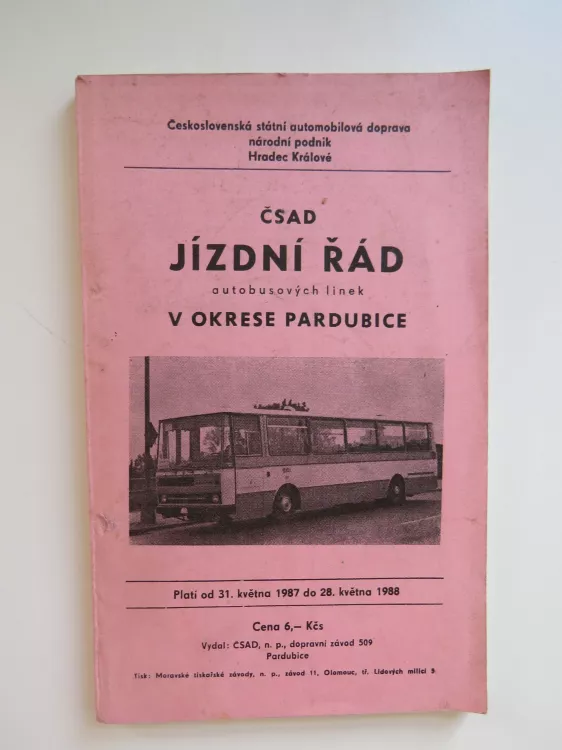 Československá státní automobilová doprava
národní podnik
Hradec Králové
ČSAD
JÍZDNÍ ŘÁD
autobusových linek
V OKRESE PARDUBICE
Platí od 31. května 1987 do 28. května 1988
Cena 6,— Kčs
Vydal: ČSAD, n. p., dopravní závod 509
Pardubice
Tisk: Moravské tiskařské závody, n. p., závod 11, Olomouc, tř. Lidových milicí 5